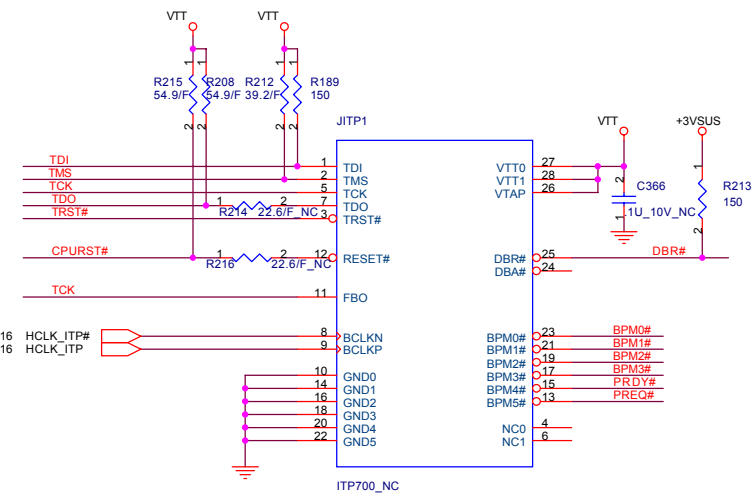 VTT
VTT
1
1
1
1
R215
R208
R212
R189
54.9/F
54.9/F
39.2/F
150
2
2
2
2
JITP1
VTT
+3VSUS
TDI
1
TDI
VTT0
27
TMS
2
TMS
VTT1
28
TCK
5
TCK
VTAP
26
2
C366
1
R213
150
TDO
1
2
7
TDO
R214
22.6/F_NC
.1U_10V_NC
1
2
TRST#
3
TRST#
CPURST#
1
2
12
RESET#
DBR#
25
DBR#
R216
22.6/F_NC
DBA#
24
TCK
11
FBO
16 HCLK_ITP#
8
BCLKN
BPM0#
23
BPM0#
16 HCLK_ITP
9
BCLKP
BPM1#
21
BPM1#
BPM2#
19
BPM2#
10
GND0
BPM3#
17
BPM3#
14
GND1
BPM4#
15
PRDY#
16
GND2
BPM5#
13
PREQ#
18
GND3
20
GND4
NC0
4
22
GND5
NC1
6
ITP700_NC